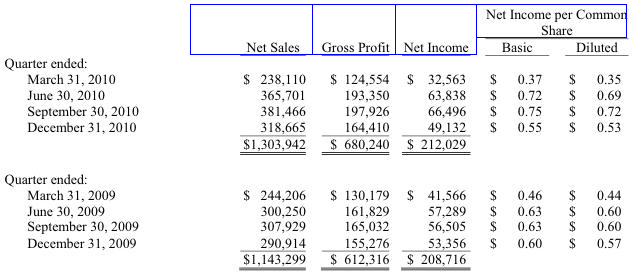 Net Income per Common
Share
Net Sales Gross Profit Net Income Basic Diluted
Quarter ended:
March 31, 2010 $ 238,110 $ 124,554 $ 32,563 $ 0.37 $ 0.35
June 30, 2010 365,701 193,350 63,838 $ 0.72 $ 0.69
September 30, 2010 381,466 197,926 66,496 $ 0.75 $ 0.72
December 31, 2010 318,665 164,410 49,132 $ 0.55 $ 0.53
$1,303,942 $ 680,240 $ 212,029
Quarter ended:
March 31, 2009 $ 244,206 $ 130,179 $ 41,566 $ 0.46 $ 0.44
June 30, 2009 300,250 161,829 57,289 $ 0.63 $ 0.60
September 30, 2009 307,929 165,032 56,505 $ 0.63 $ 0.60
December 31, 2009 290,914 155,276 53,356 $ 0.60 $ 0.57
$1,143,299 $ 612,316 $ 208,716